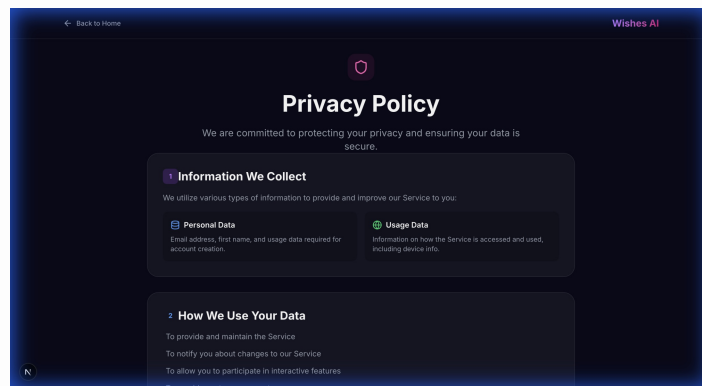 ← Back to Home
Wishes AI
Privacy Policy
We are committed to protecting your privacy and ensuring your data is
secure.
1 Information We Collect
We utilize various types of information to provide and improve our Service to you:
Personal Data
Email address, first name, and usage data required for
account creation.
Usage Data
Information on how the Service is accessed and used,
including device info.
2 How We Use Your Data
To provide and maintain the Service
To notify you about changes to our Service
To allow you to participate in interactive features
N